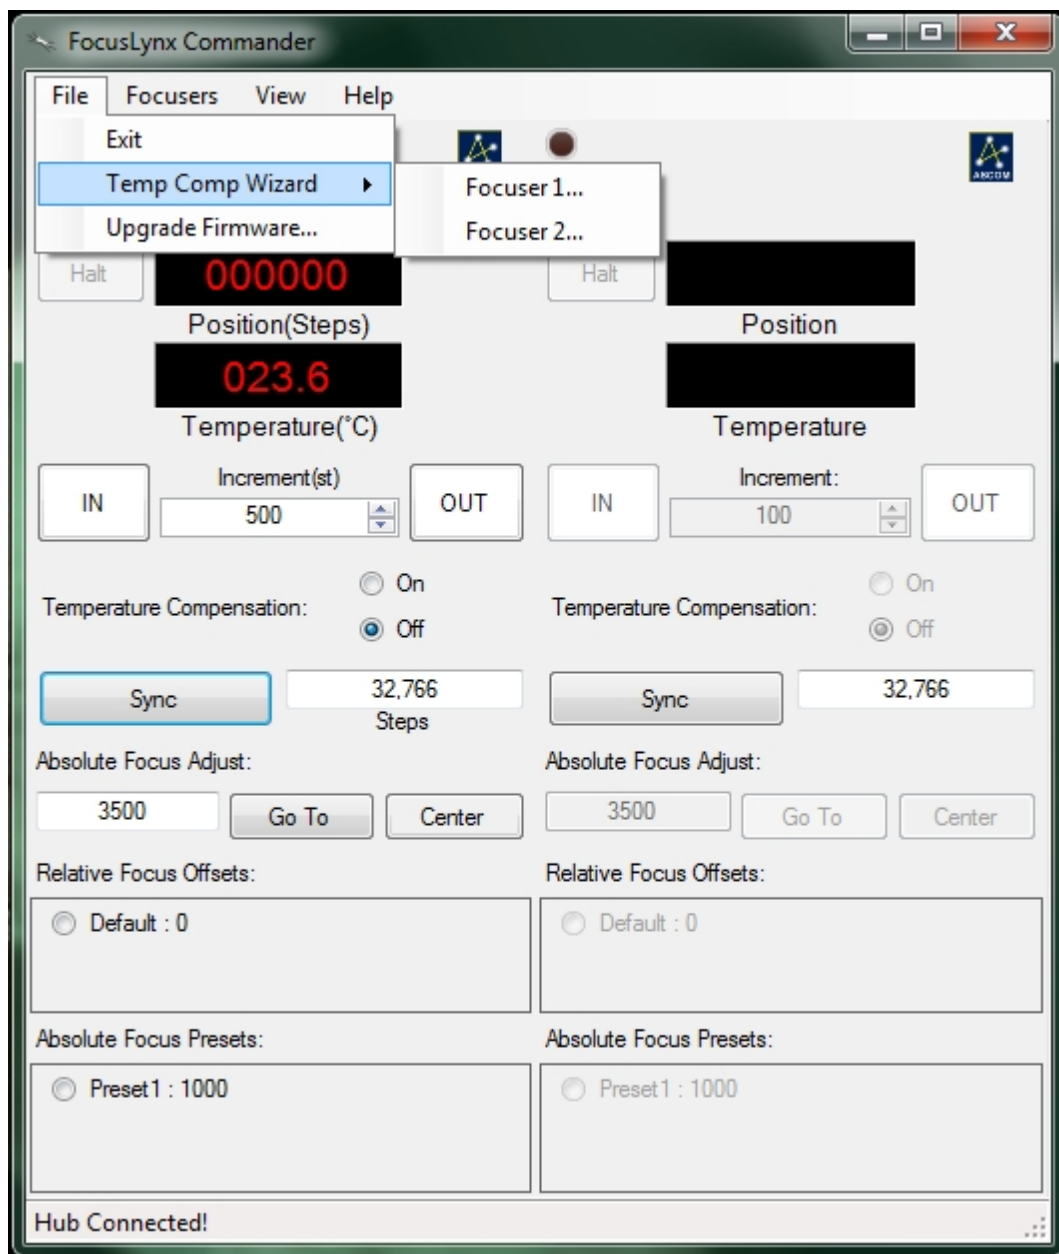 FocusLynx Commander
File Focusers View Help
Exit
Temp Comp Wizard
Upgrade Firmware...
Focuser 1...
Focuser 2...
ASCOM
Halt 000000 Halt
Position(Steps) Position
023.6
Temperature(°C) Temperature
Increment(st) Increment:
IN 500 OUT IN 100 OUT
On On
Temperature Compensation: Temperature Compensation:
Off Off
Sync 32,766 Sync 32,766
Steps
Absolute Focus Adjust: Absolute Focus Adjust:
3500 Go To Center 3500 Go To Center
Relative Focus Offsets: Relative Focus Offsets:
Default : 0 Default : 0
Absolute Focus Presets: Absolute Focus Presets:
Preset1 : 1000 Preset1 : 1000
Hub Connected!